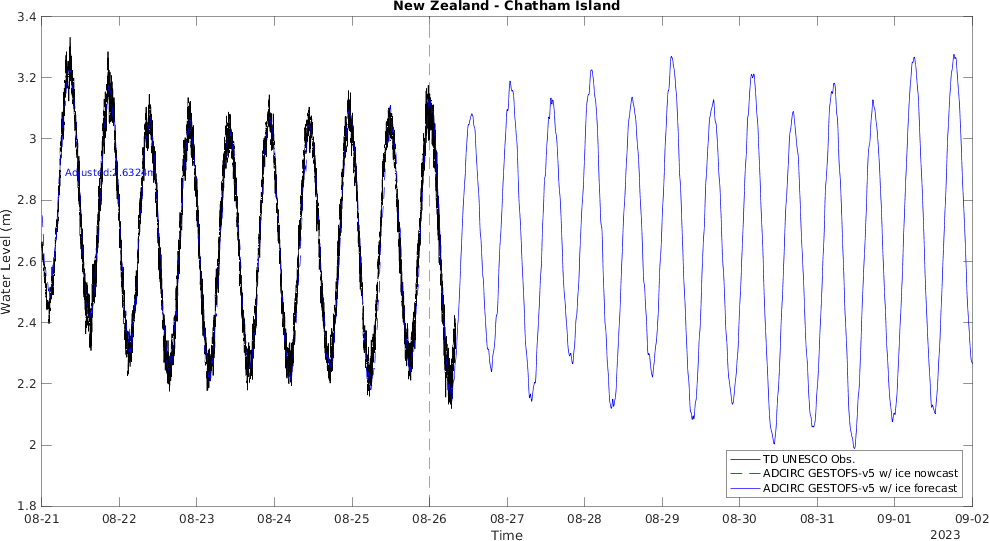 New Zealand - Chatham Island
3.4
3.2
3
2.8
2.6
2.4
2.2
2
1.8
Water Level (m)
Adjusted:2.6324m
TD UNESCO Obs.
ADCIRC GESTOFS-v5 w/ ice nowcast
ADCIRC GESTOFS-v5 w/ ice forecast
08-21 08-22 08-23 08-24 08-25 08-26 08-27 08-28 08-29 08-30 08-31 09-01 09-02
Time
2023